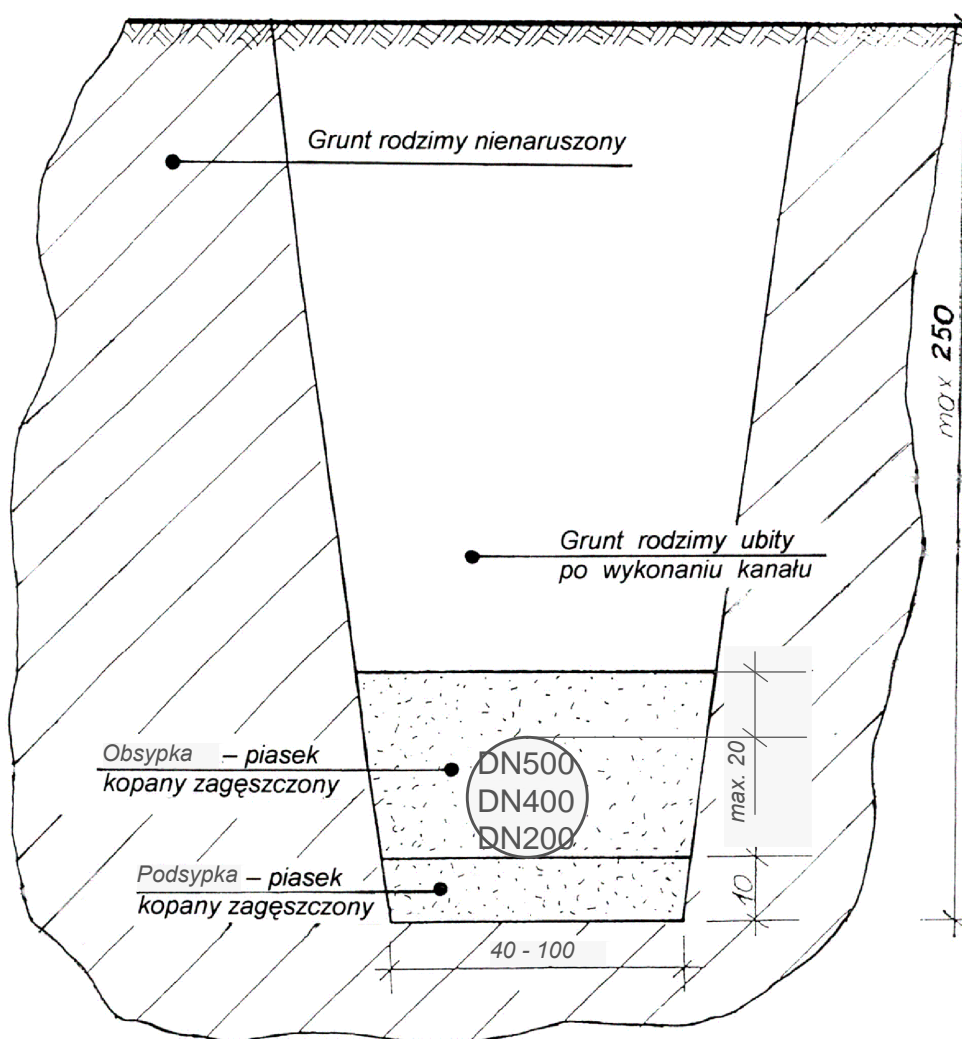 Grunt rodzimy nienaruszony
max 250
Grunt rodzimy ubity
po wykonaniu kanału
Obsypka – piasek
kopany zagęszczony
DN500
DN400
DN200
max. 20
Podsypka – piasek
kopany zagęszczony
10
40 - 100